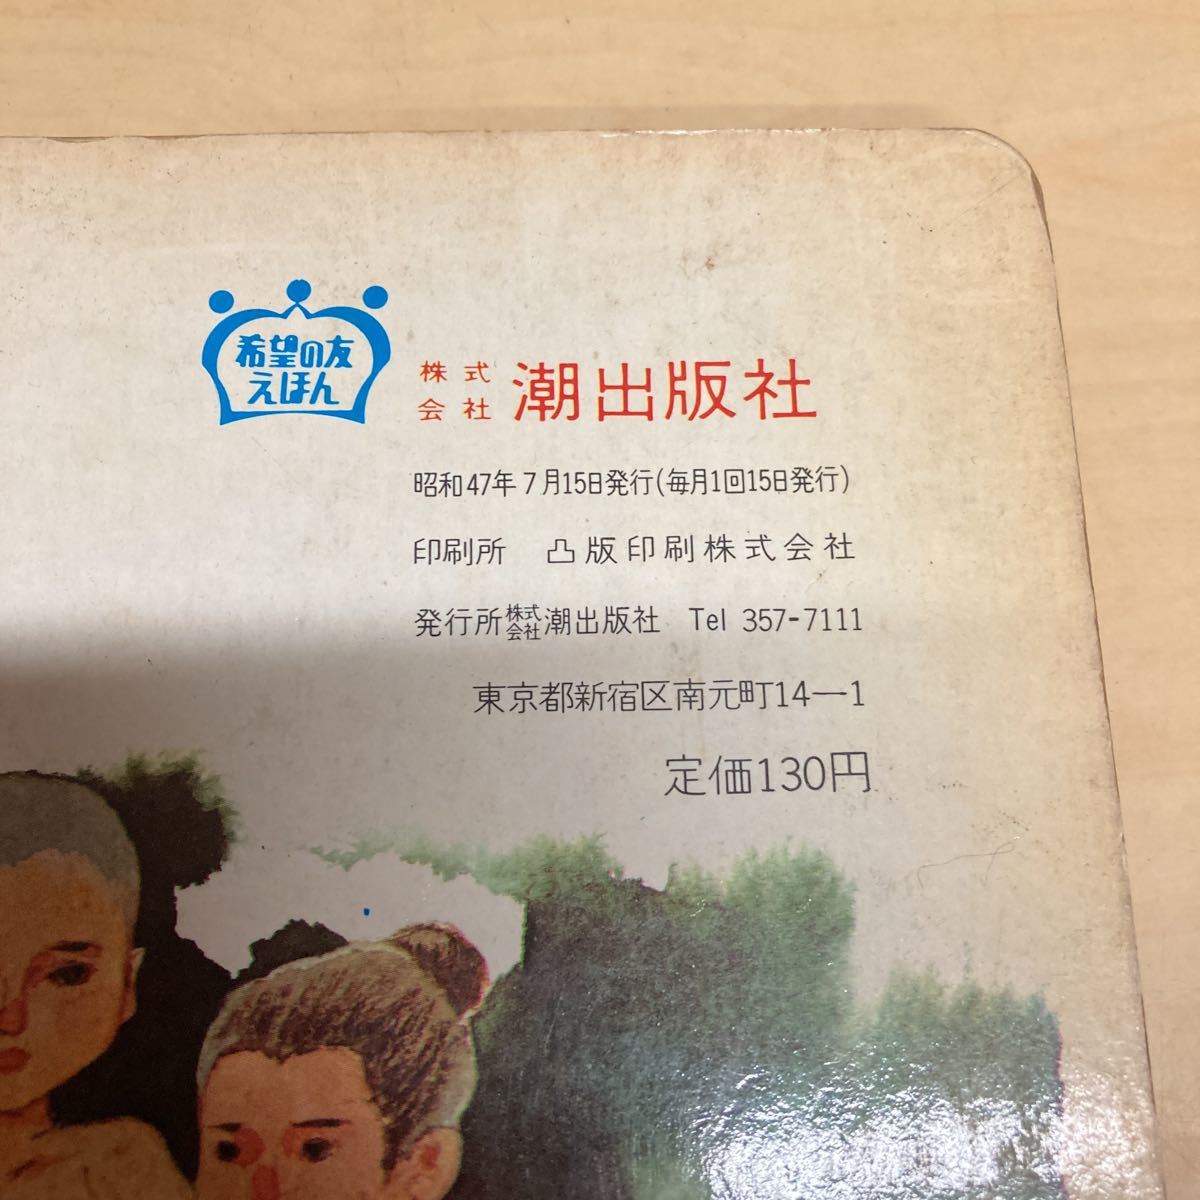 希望の友
えほん
株式
会社 潮出版社
昭和47年7月15日発行(毎月1回15日発行)
印刷所 凸版印刷株式会社
発行所 株式会社 潮出版社 Tel 357-7111
東京都新宿区南元町14―1
定価130円